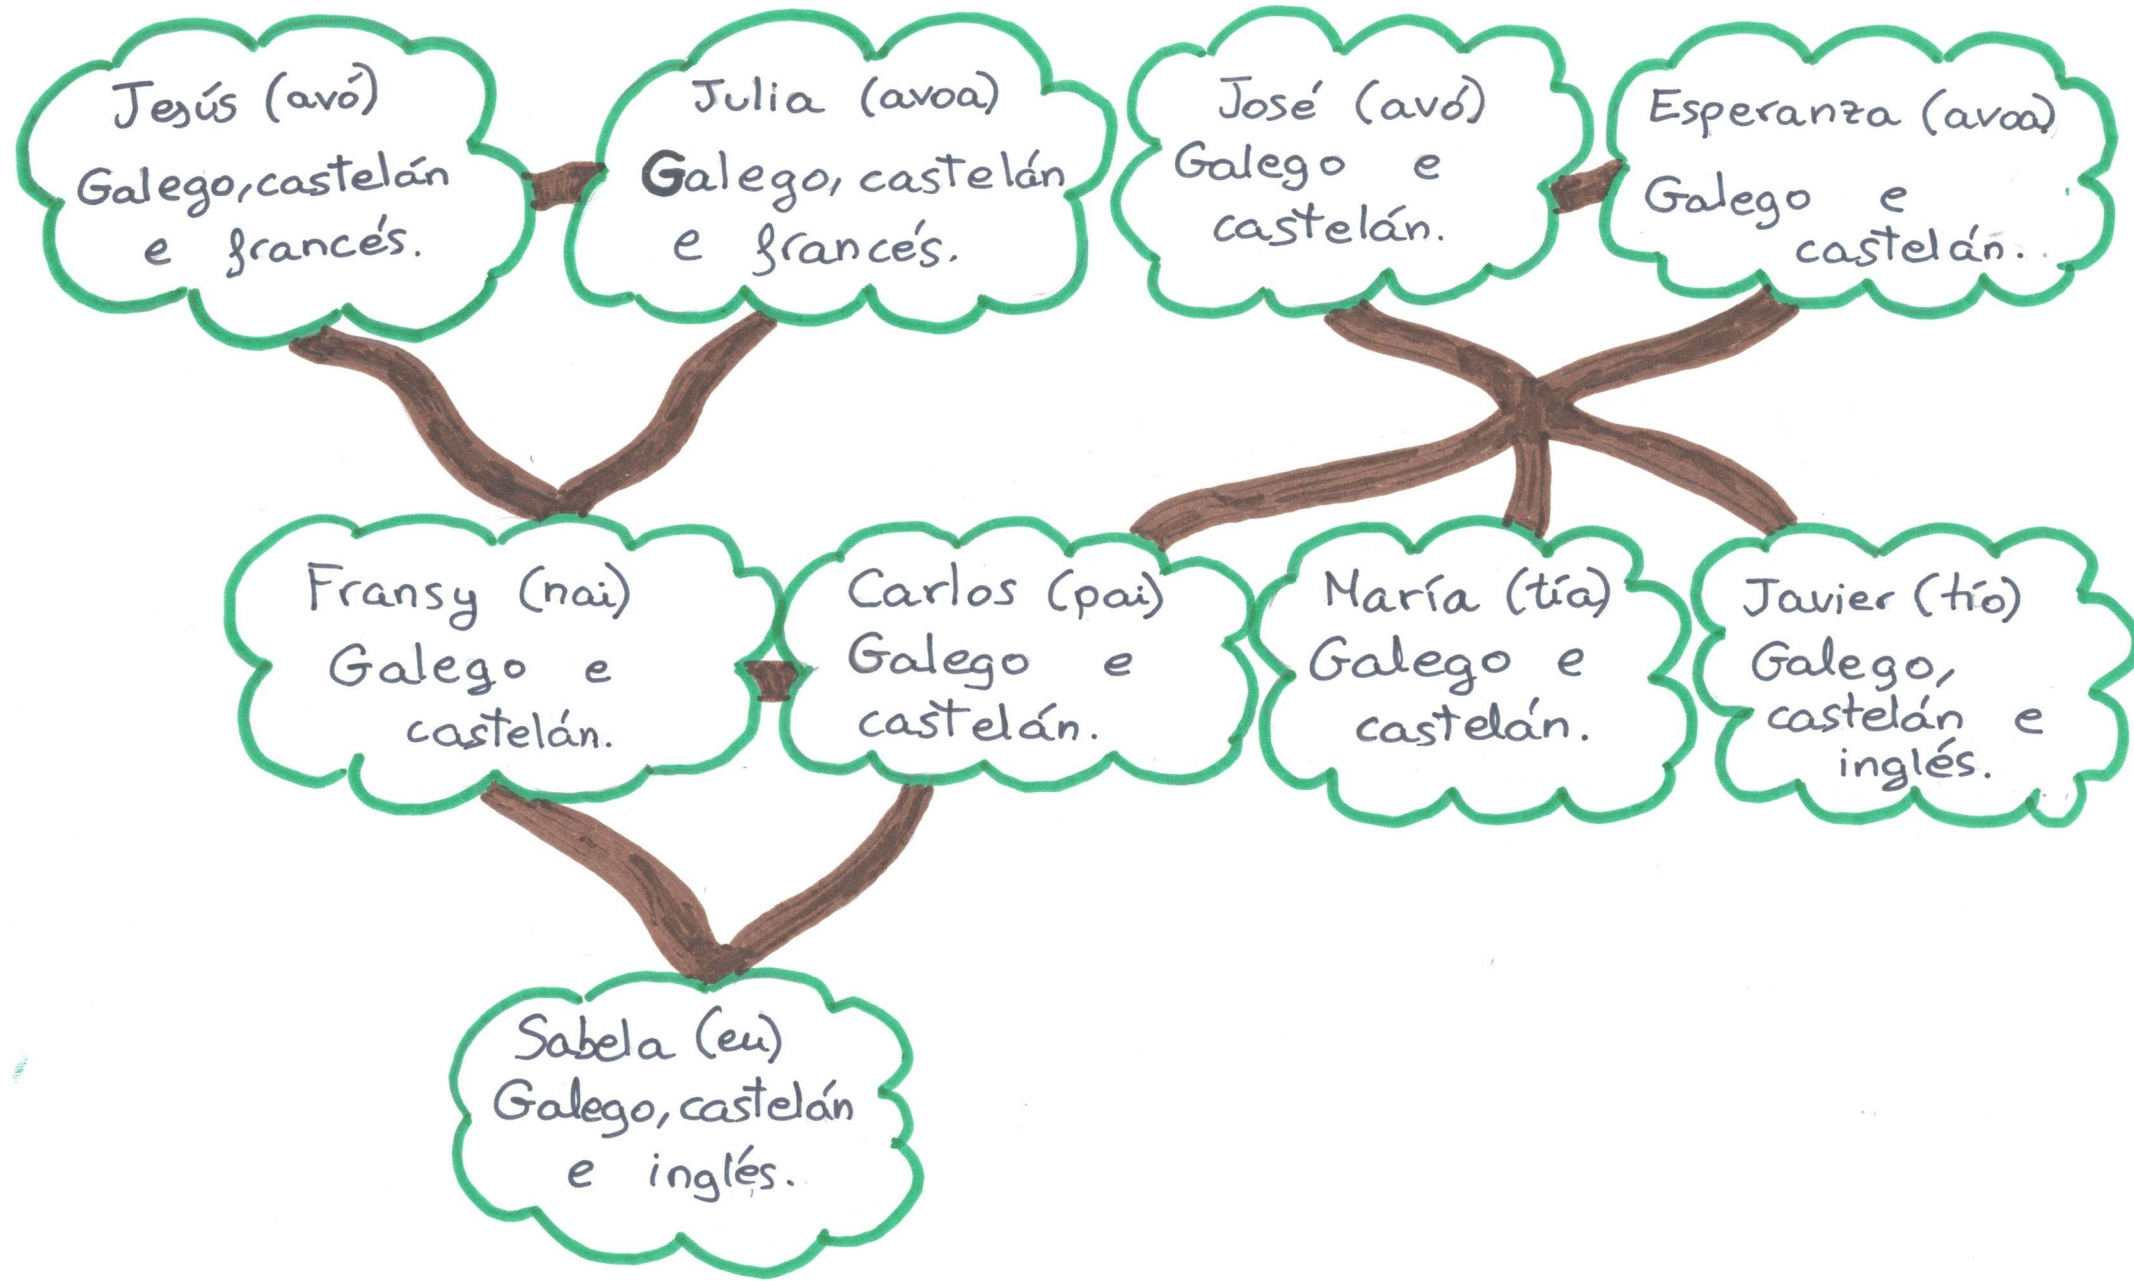 Jesús (avó)
Galego, castelán
e francés.
Julia (avoa)
Galego, castelán
e francés.
José (avó)
Galego e
castelán.
Esperanza (avoa)
Galego e
castelán.
Fransy (nai)
Galego e
castelán.
Carlos (pai)
Galego e
castelán.
María (tía)
Galego e
castelán.
Javier (tío)
Galego,
castelán e
inglés.
Sabela (eu)
Galego, castelán
e inglés.